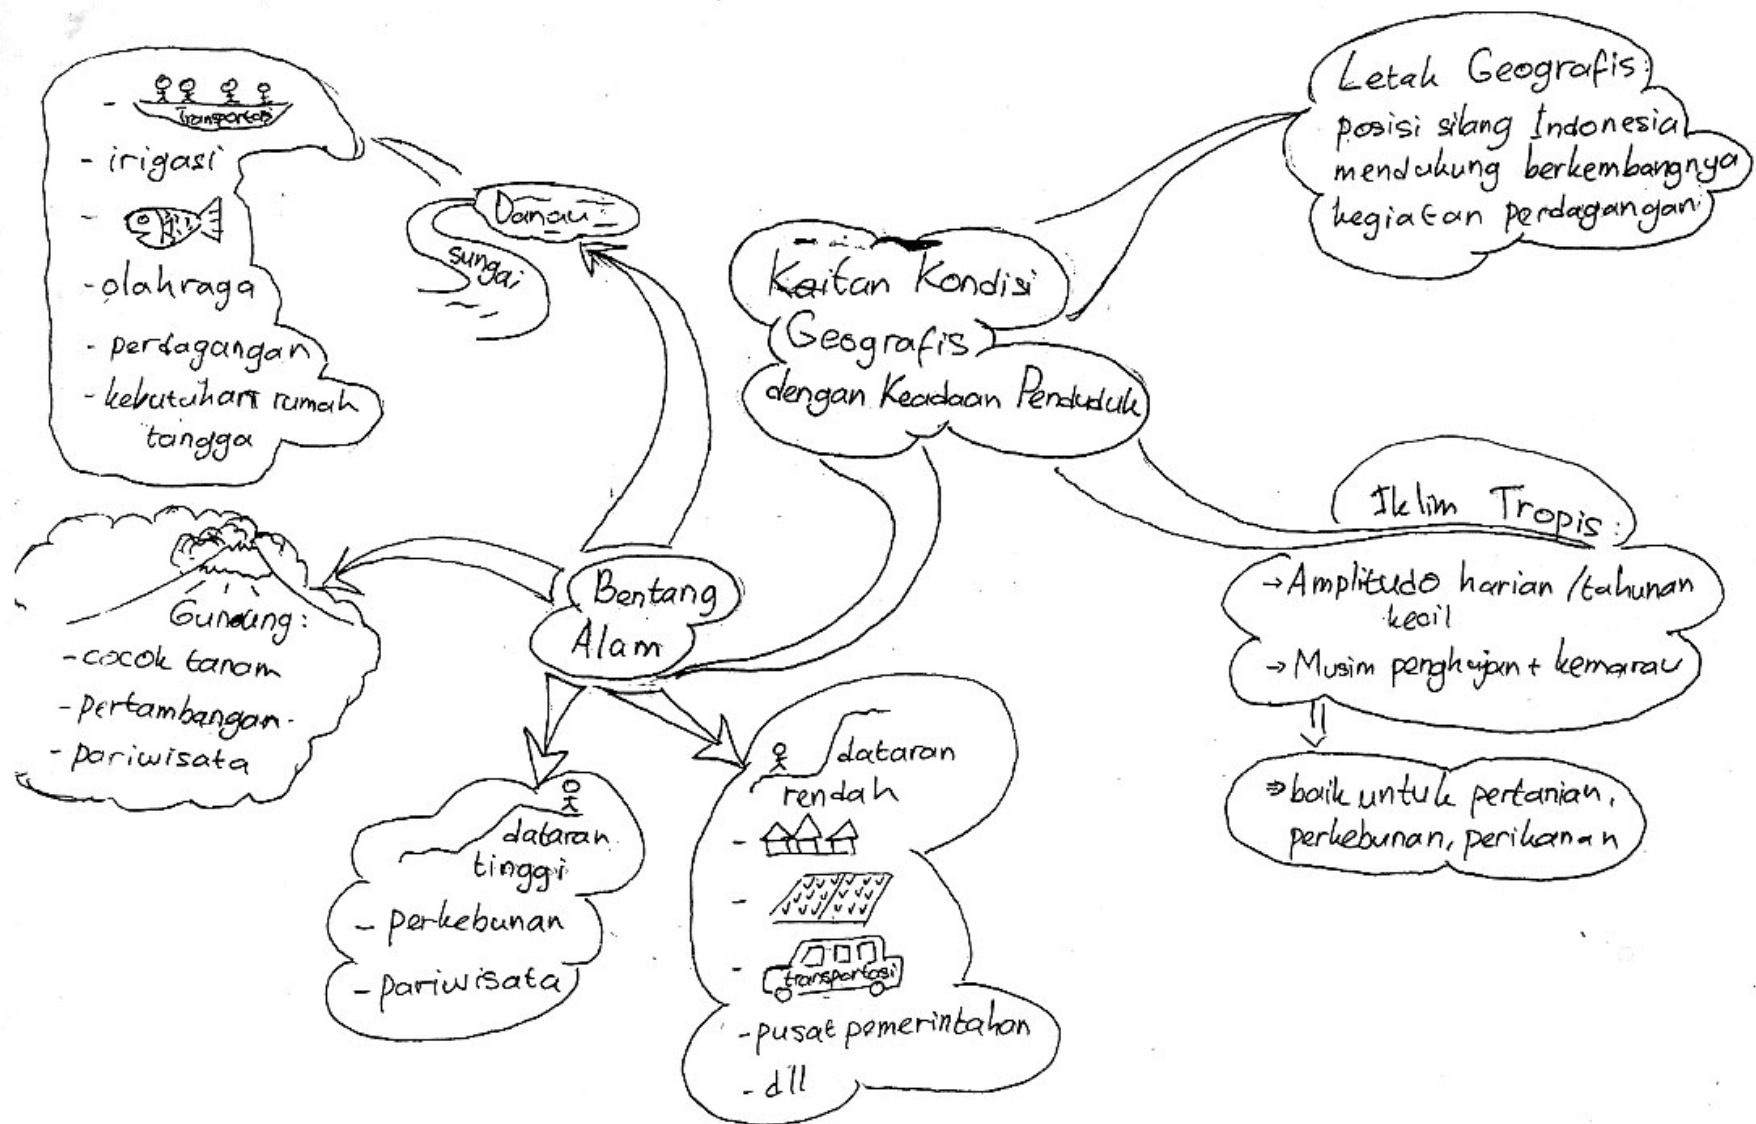 Kaitan Kondisi
Geografis
dengan Keadaan Penduduk
Letak Geografis:
posisi silang Indonesia
mendukung berkembangnya
kegiatan perdagangan
Iklim Tropis:
→ Amplitudo harian / tahunan
kecil
→ Musim penghujan + kemarau
⇒ baik untuk pertanian,
perkebunan, perikanan
Bentang
Alam
Danau
sungai
- Transportasi
- irigasi
-
- olahraga
- perdagangan
- kebutuhan rumah
tangga
Gunung:
- cocok tanam
- pertambangan
- pariwisata
dataran
tinggi
- perkebunan
- pariwisata
dataran
rendah
-
-
- transportasi
- pusat pemerintahan
- dll